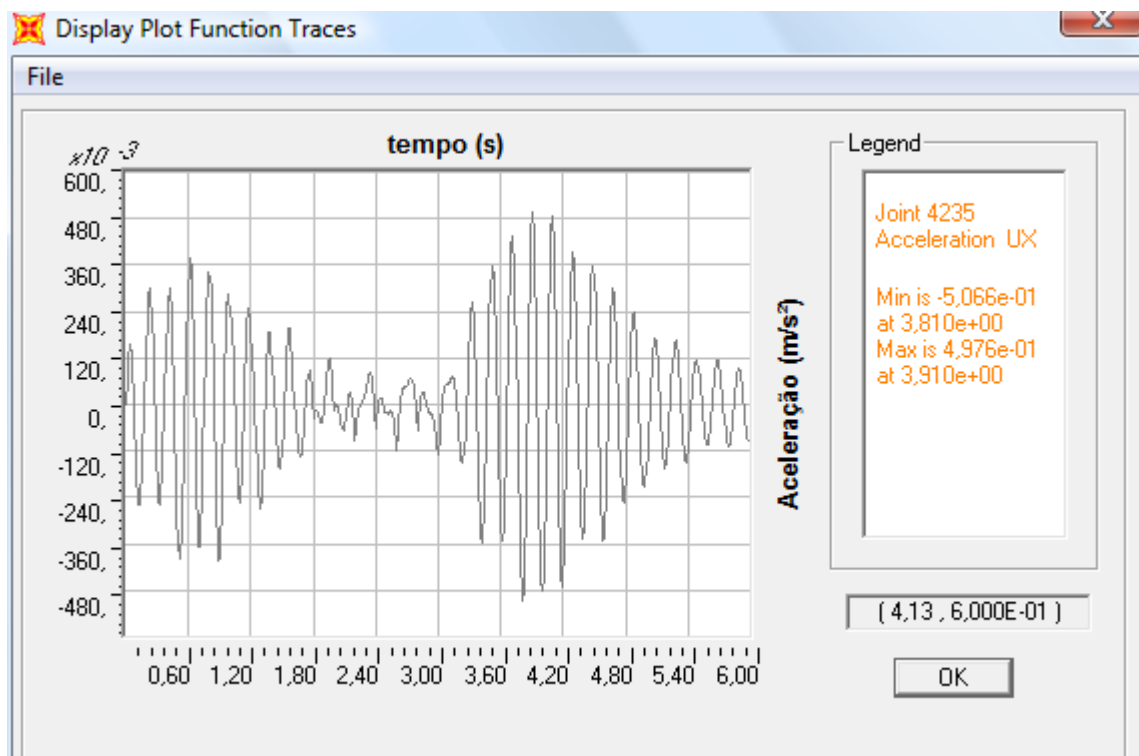 Display Plot Function Traces
File
tempo (s)
x10 -3
600,
480,
360,
240,
120,
0,
-120,
-240,
-360,
-480,
0,60 1,20 1,80 2,40 3,00 3,60 4,20 4,80 5,40 6,00
Aceleração (m/s²)
Legend
Joint 4235
Acceleration UX
Min is -5,066e-01
at 3,810e+00
Max is 4,976e-01
at 3,910e+00
( 4,13 , 6,000E-01 )
OK